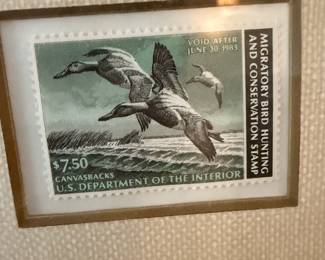 VOID AFTER
JUNE 30 1983
MIGRATORY BIRD HUNTING
AND CONSERVATION STAMP
$7.50
CANVASBACKS
U.S. DEPARTMENT OF THE INTERIOR